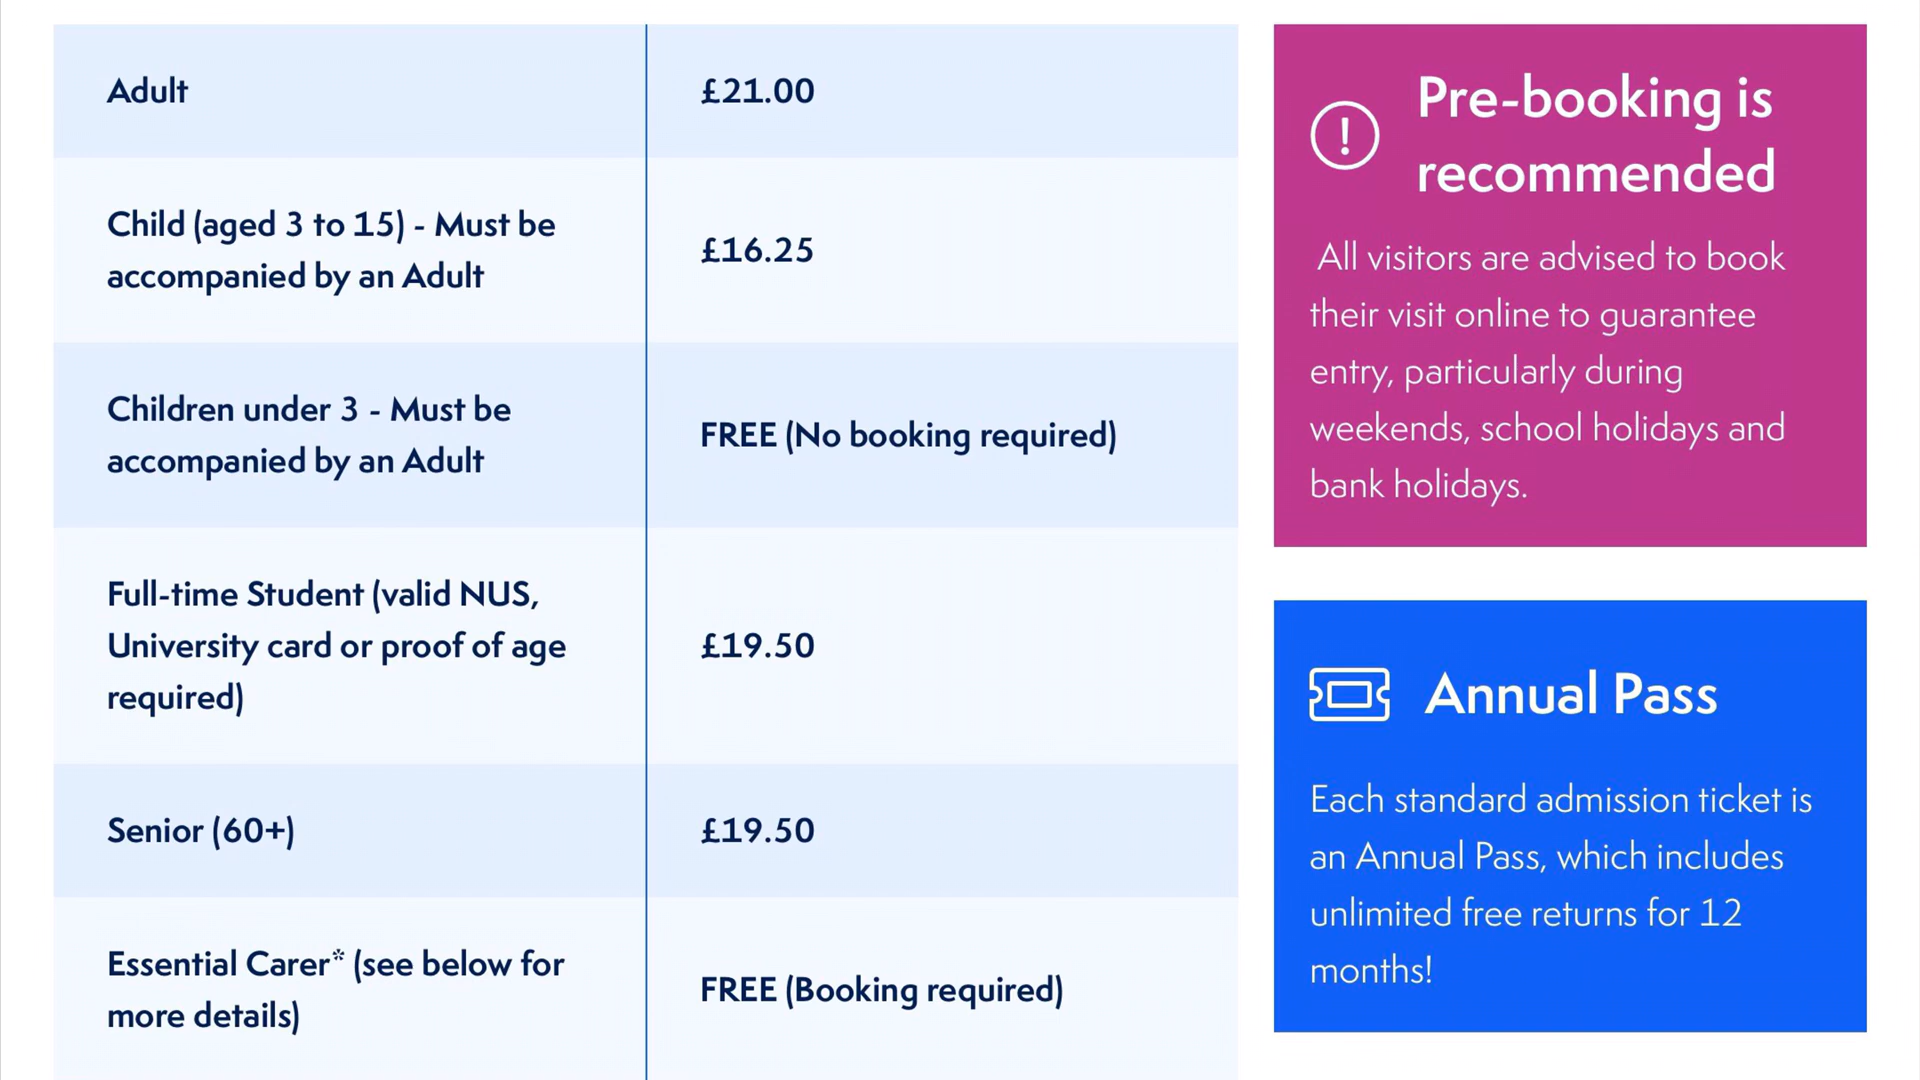 Adult
£21.00
Child (aged 3 to 15) - Must be
accompanied by an Adult
£16.25
Children under 3 - Must be
accompanied by an Adult
FREE (No booking required)
Full-time Student (valid NUS,
University card or proof of age
required)
£19.50
Senior (60+)
£19.50
Essential Carer* (see below for
more details)
FREE (Booking required)
Pre-booking is
recommended
All visitors are advised to book
their visit online to guarantee
entry, particularly during
weekends, school holidays and
bank holidays.
Annual Pass
Each standard admission ticket is
an Annual Pass, which includes
unlimited free returns for 12
months!